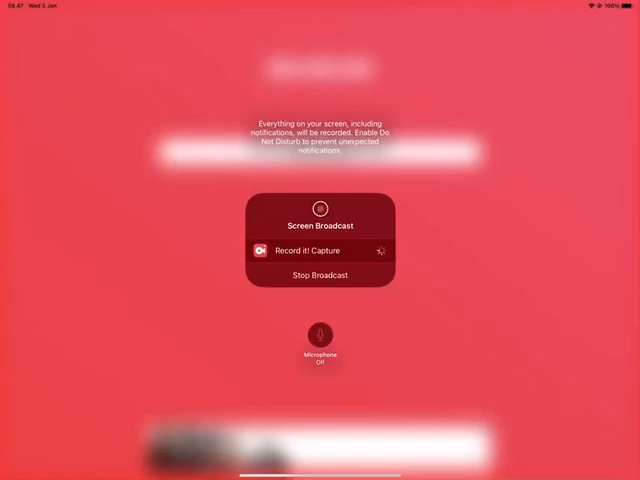 08.47 Wed 5 Jan
100%
Everything on your screen, including
notifications, will be recorded. Enable Do
Not Disturb to prevent unexpected
notifications.
Screen Broadcast
Record it! Capture
Stop Broadcast
Microphone
Off